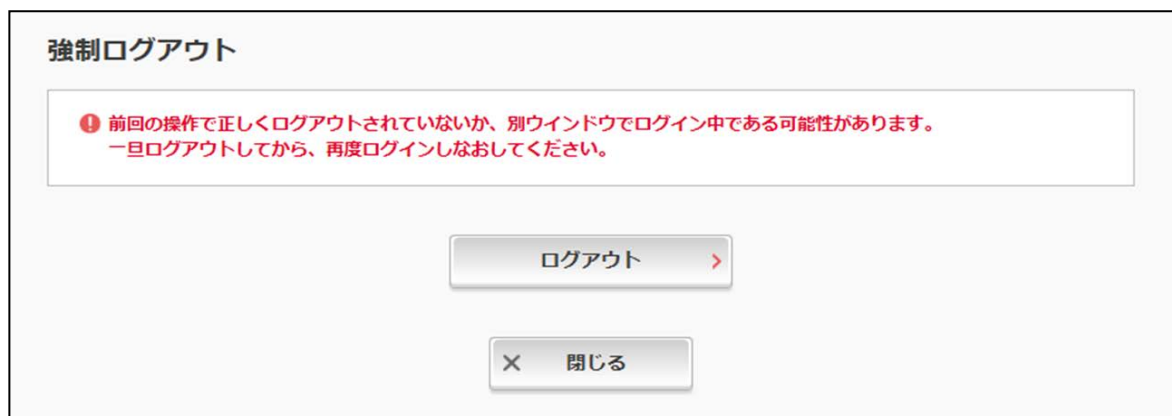 強制ログアウト
前回の操作で正しくログアウトされていないか、別ウインドウでログイン中である可能性があります。
一旦ログアウトしてから、再度ログインしなおしてください。
ログアウト
閉じる